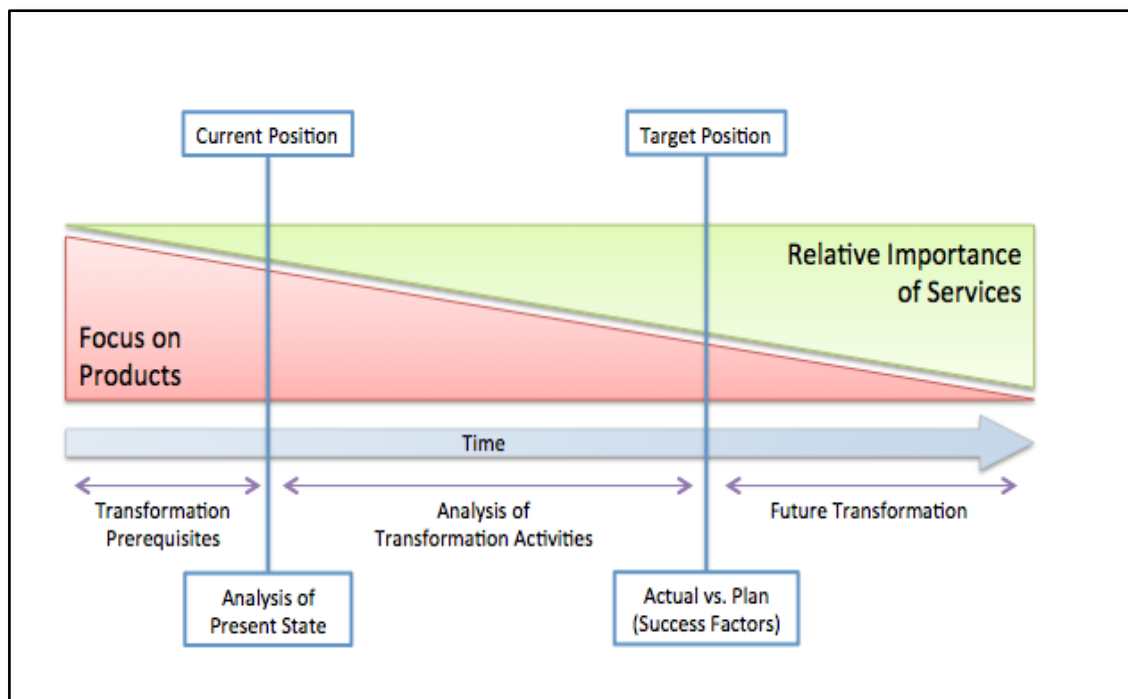 Current Position
Target Position
Relative Importance
of Services
Focus on
Products
Time
Transformation
Prerequisites
Analysis of
Transformation Activities
Future Transformation
Analysis of
Present State
Actual vs. Plan
(Success Factors)